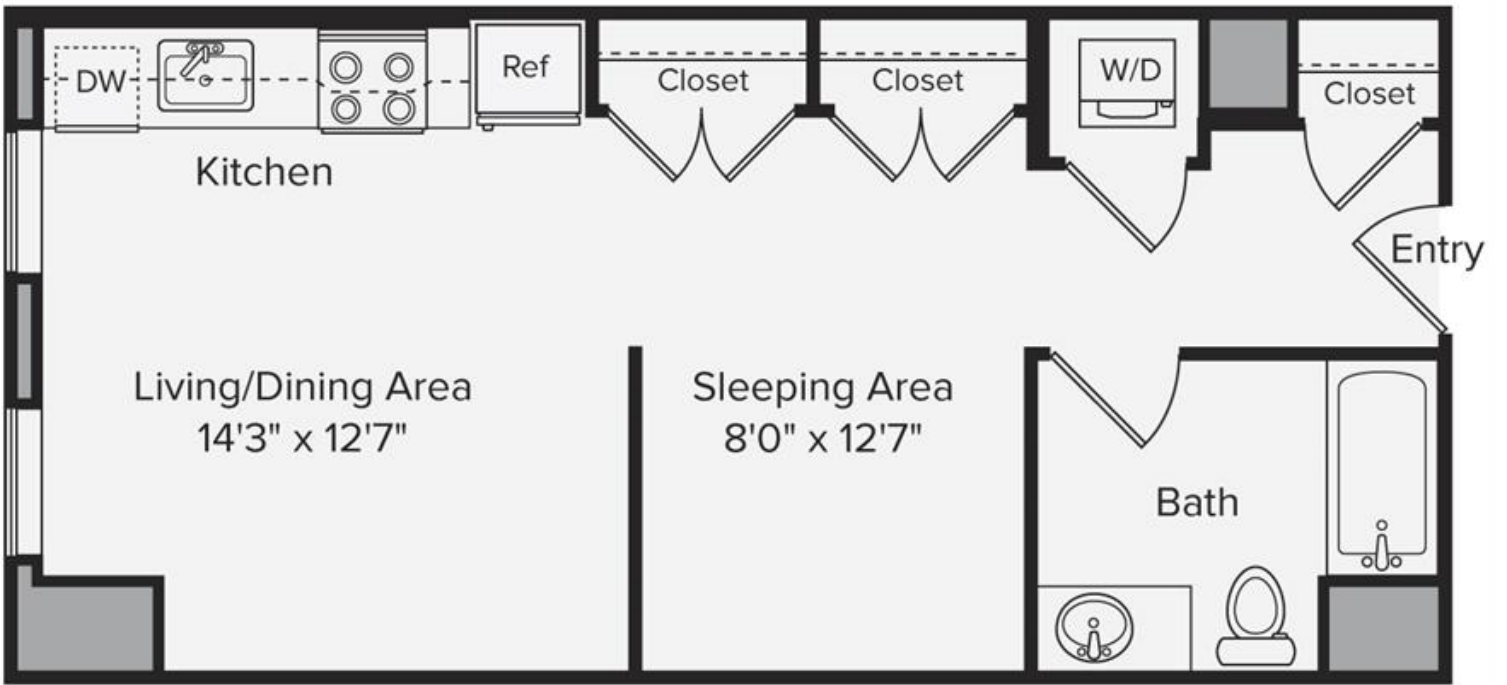 DW
Ref
Closet
Closet
W/D
Closet
Kitchen
Entry
Living/Dining Area
14'3" x 12'7"
Sleeping Area
8'0" x 12'7"
Bath